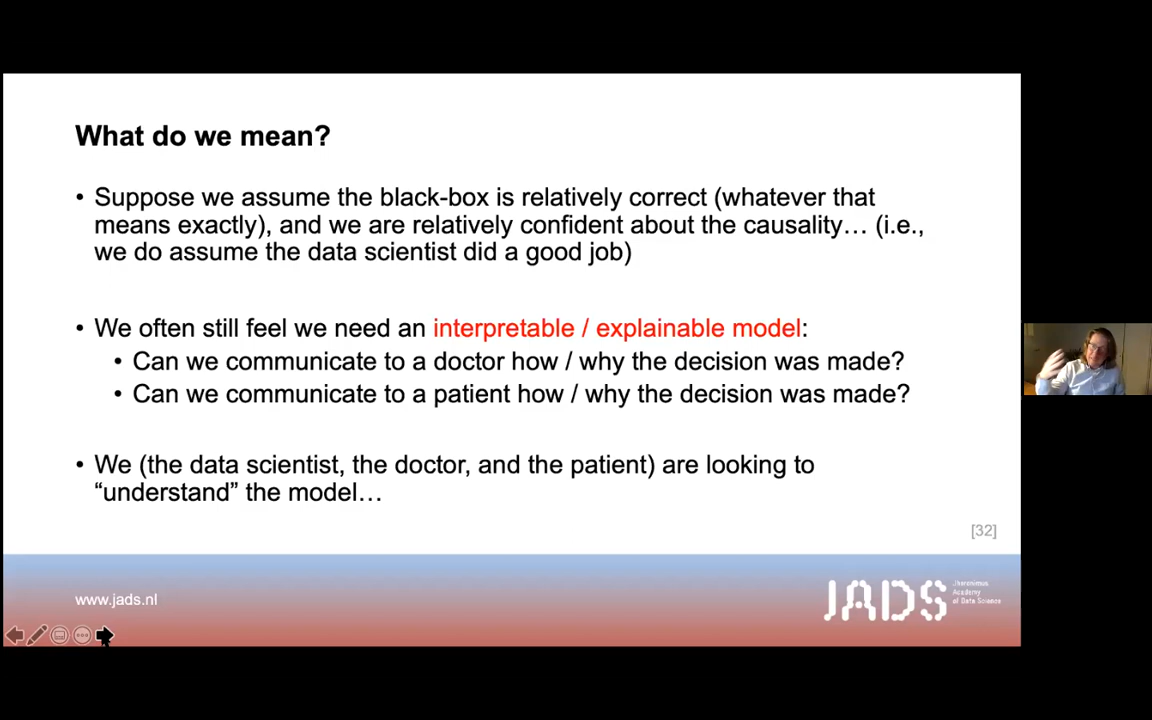 What do we mean?
• Suppose we assume the black-box is relatively correct (whatever that
means exactly), and we are relatively confident about the causality… (i.e.,
we do assume the data scientist did a good job)
• We often still feel we need an interpretable / explainable model:
• Can we communicate to a doctor how / why the decision was made?
• Can we communicate to a patient how / why the decision was made?
• We (the data scientist, the doctor, and the patient) are looking to
“understand” the model…
[32]
www.jads.nl
JADS
Jheronimus
Academy
of Data Science